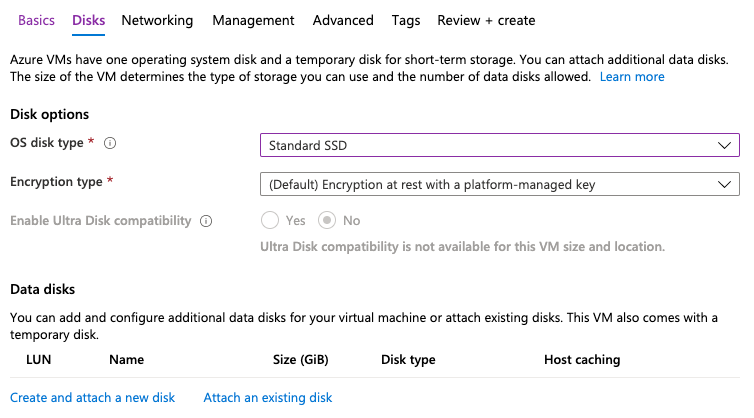 Basics Disks Networking Management Advanced Tags Review + create
Azure VMs have one operating system disk and a temporary disk for short-term storage. You can attach additional data disks.
The size of the VM determines the type of storage you can use and the number of data disks allowed. Learn more
Disk options
OS disk type * Standard SSD
Encryption type * (Default) Encryption at rest with a platform-managed key
Enable Ultra Disk compatibility Yes No
Ultra Disk compatibility is not available for this VM size and location.
Data disks
You can add and configure additional data disks for your virtual machine or attach existing disks. This VM also comes with a
temporary disk.
LUN Name Size (GiB) Disk type Host caching
Create and attach a new disk Attach an existing disk